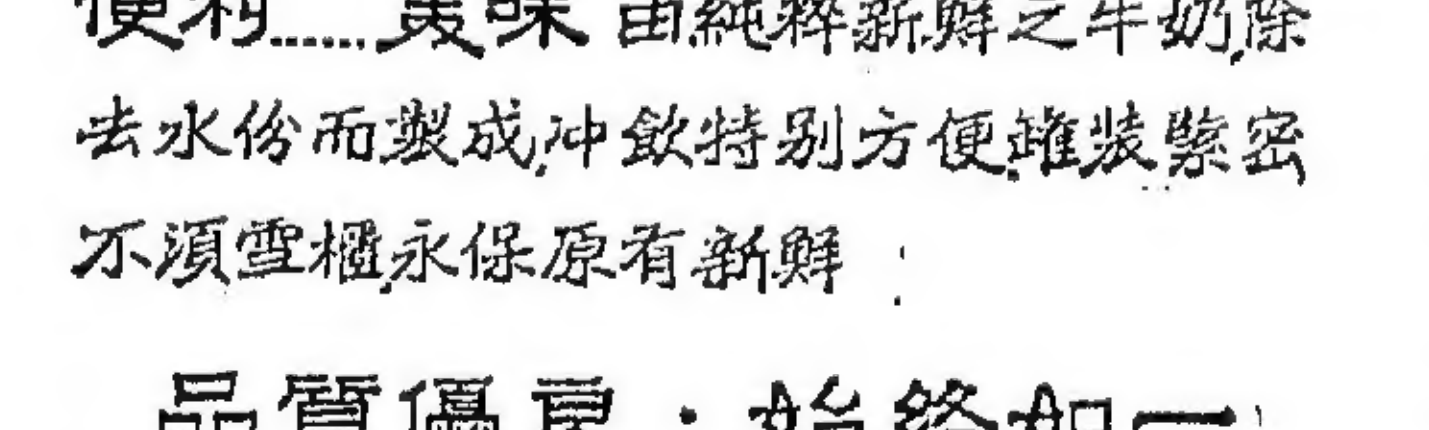 便利......美味 由純粹新鮮之牛奶,除
去水份而製成,冲飲特别方便,罐装緊密
不須雪櫃,永保原有新鮮
品質優良·始終如一